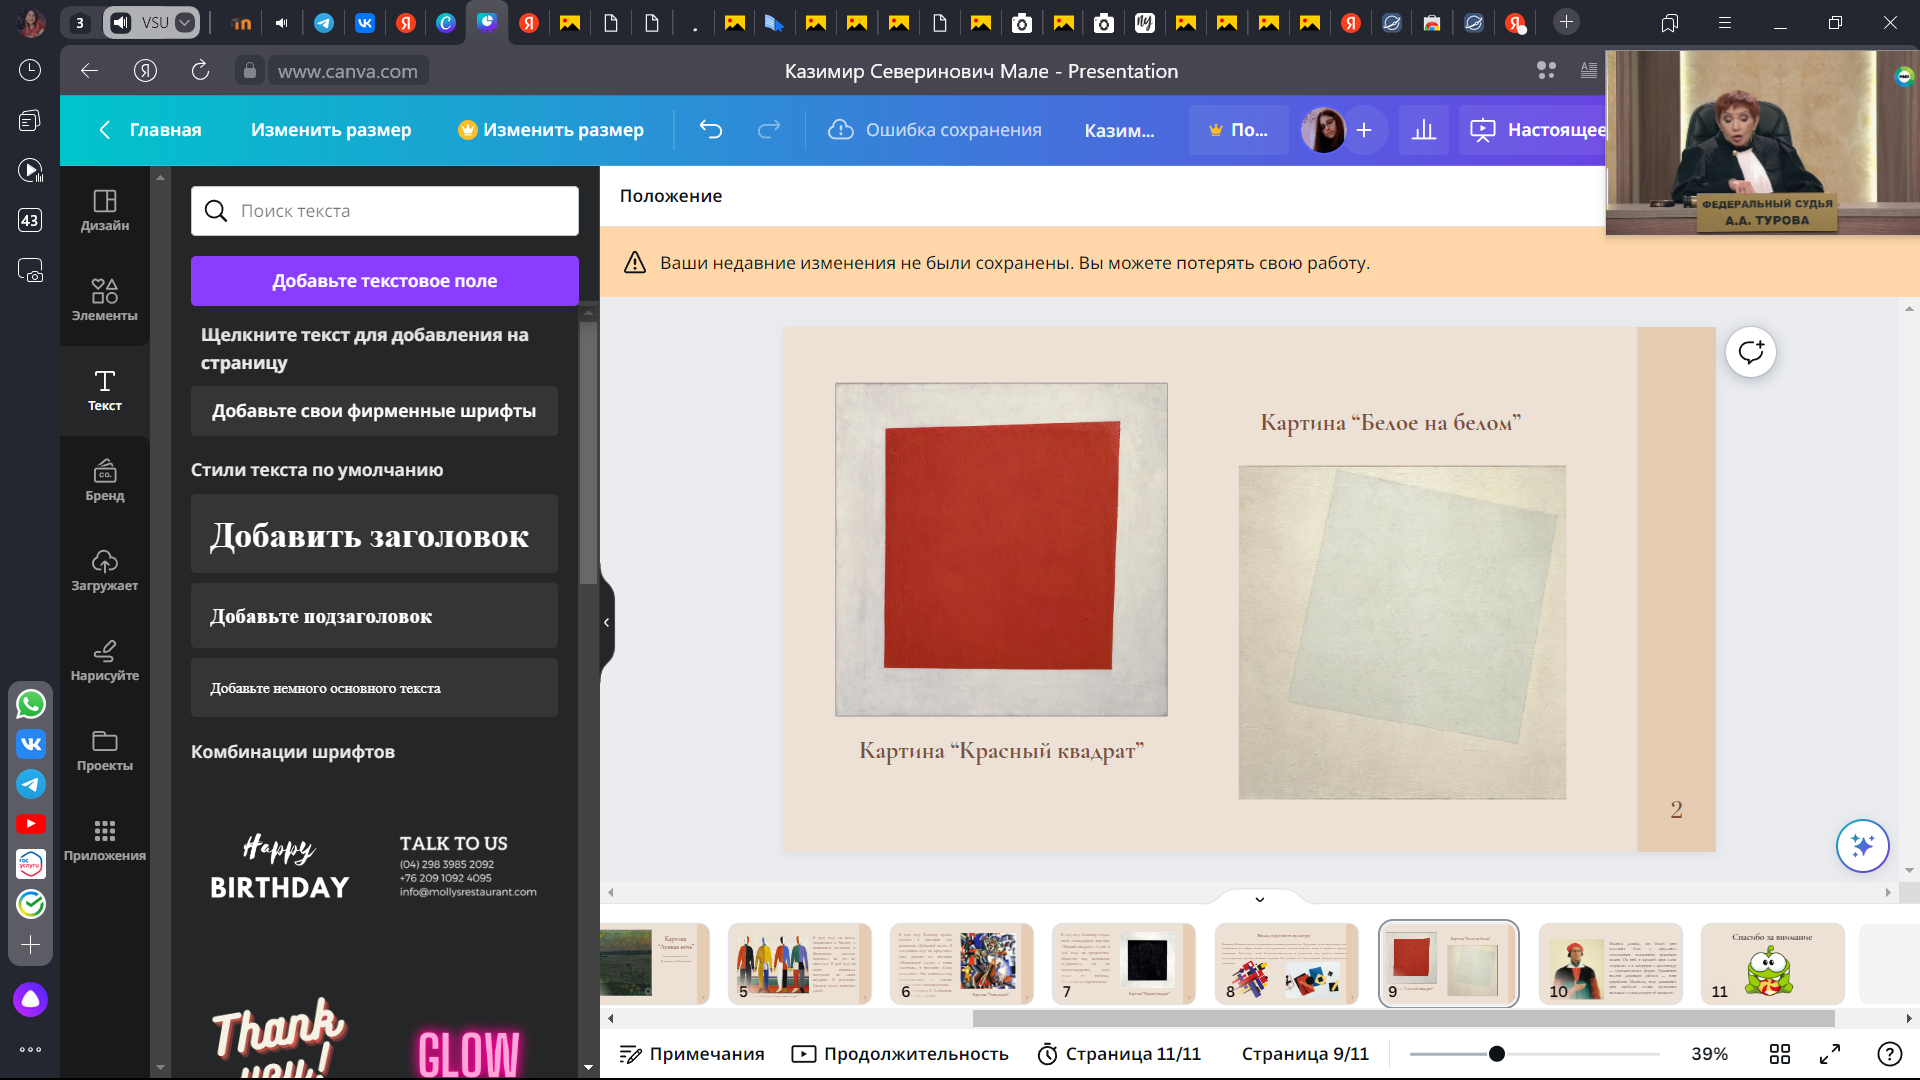 3
VSU
www.canva.com
Казимир Северинович Мале - Presentation
Главная
Изменить размер
Изменить размер
Ошибка сохранения
Казим...
По...
Настоящее
ФЕДЕРАЛЬНЫЙ СУДЬЯ
А.А. ТУРОВА
43
Дизайн
Элементы
Текст
Бренд
Загружает
Нарисуйте
Проекты
Приложения
Поиск текста
Добавьте текстовое поле
Щелкните текст для добавления на
страницу
Добавьте свои фирменные шрифты
Стили текста по умолчанию
Добавить заголовок
Добавьте подзаголовок
Добавьте немного основного текста
Комбинации шрифтов
Happy
BIRTHDAY
TALK TO US
(04) 298 3985 2092
+76 209 1092 4095
info@mollysrestaurant.com
Thank
you!
GLOW
Положение
Ваши недавние изменения не были сохранены. Вы можете потерять свою работу.
Картина “Белое на белом”
Картина “Красный квадрат”
2
5
6
7
8
9
10
Спасибо за внимание
11
Примечания
Продолжительность
Страница 11/11
Страница 9/11
39%